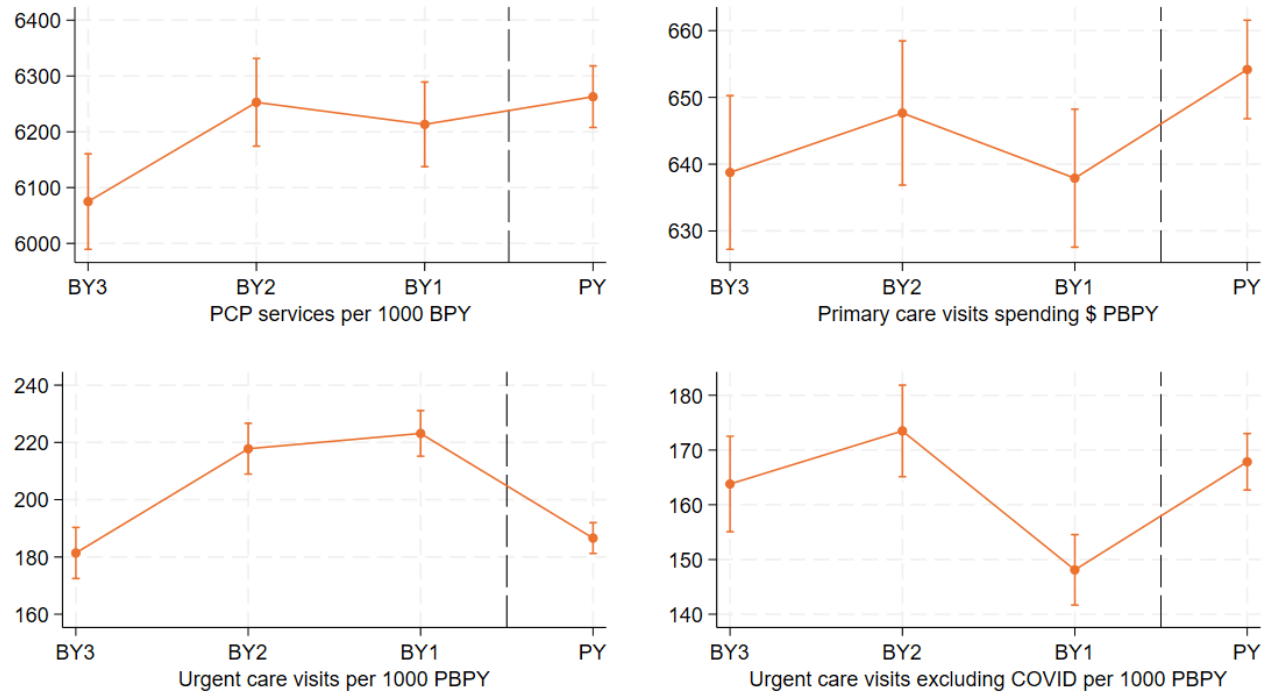 6400
6300
6200
6100
6000
BY3 BY2 BY1 PY
PCP services per 1000 BPY
660
650
640
630
BY3 BY2 BY1 PY
Primary care visits spending $ PBPY
240
220
200
180
160
BY3 BY2 BY1 PY
Urgent care visits per 1000 PBPY
180
170
160
150
140
BY3 BY2 BY1 PY
Urgent care visits excluding COVID per 1000 PBPY